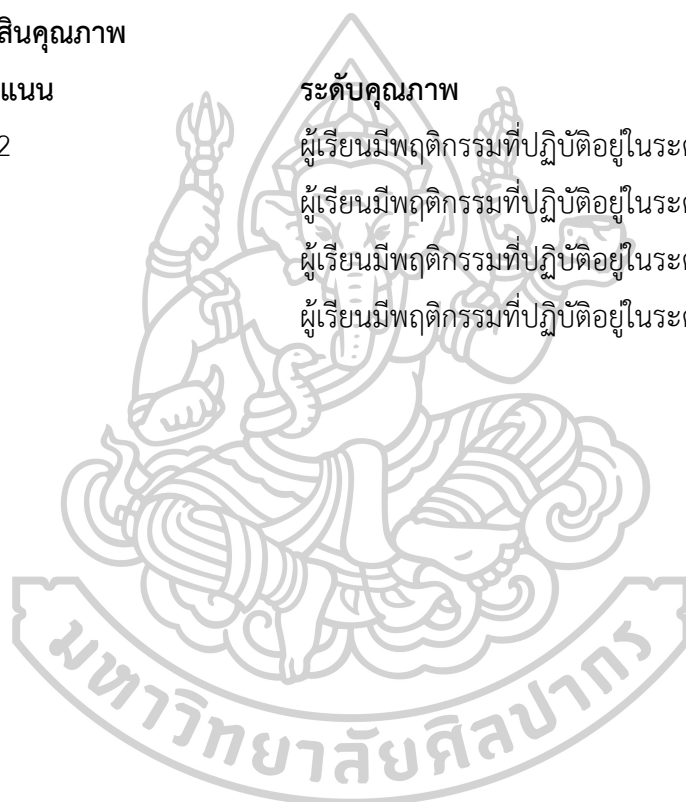 สินคุณภาพ
แนน ระดับคุณภาพ
2 ผู้เรียนมีพฤติกรรมที่ปฏิบัติอยู่ในระด
ผู้เรียนมีพฤติกรรมที่ปฏิบัติอยู่ในระด
ผู้เรียนมีพฤติกรรมที่ปฏิบัติอยู่ในระด
ผู้เรียนมีพฤติกรรมที่ปฏิบัติอยู่ในระด
มหาวิทยาลัยศิลปากร